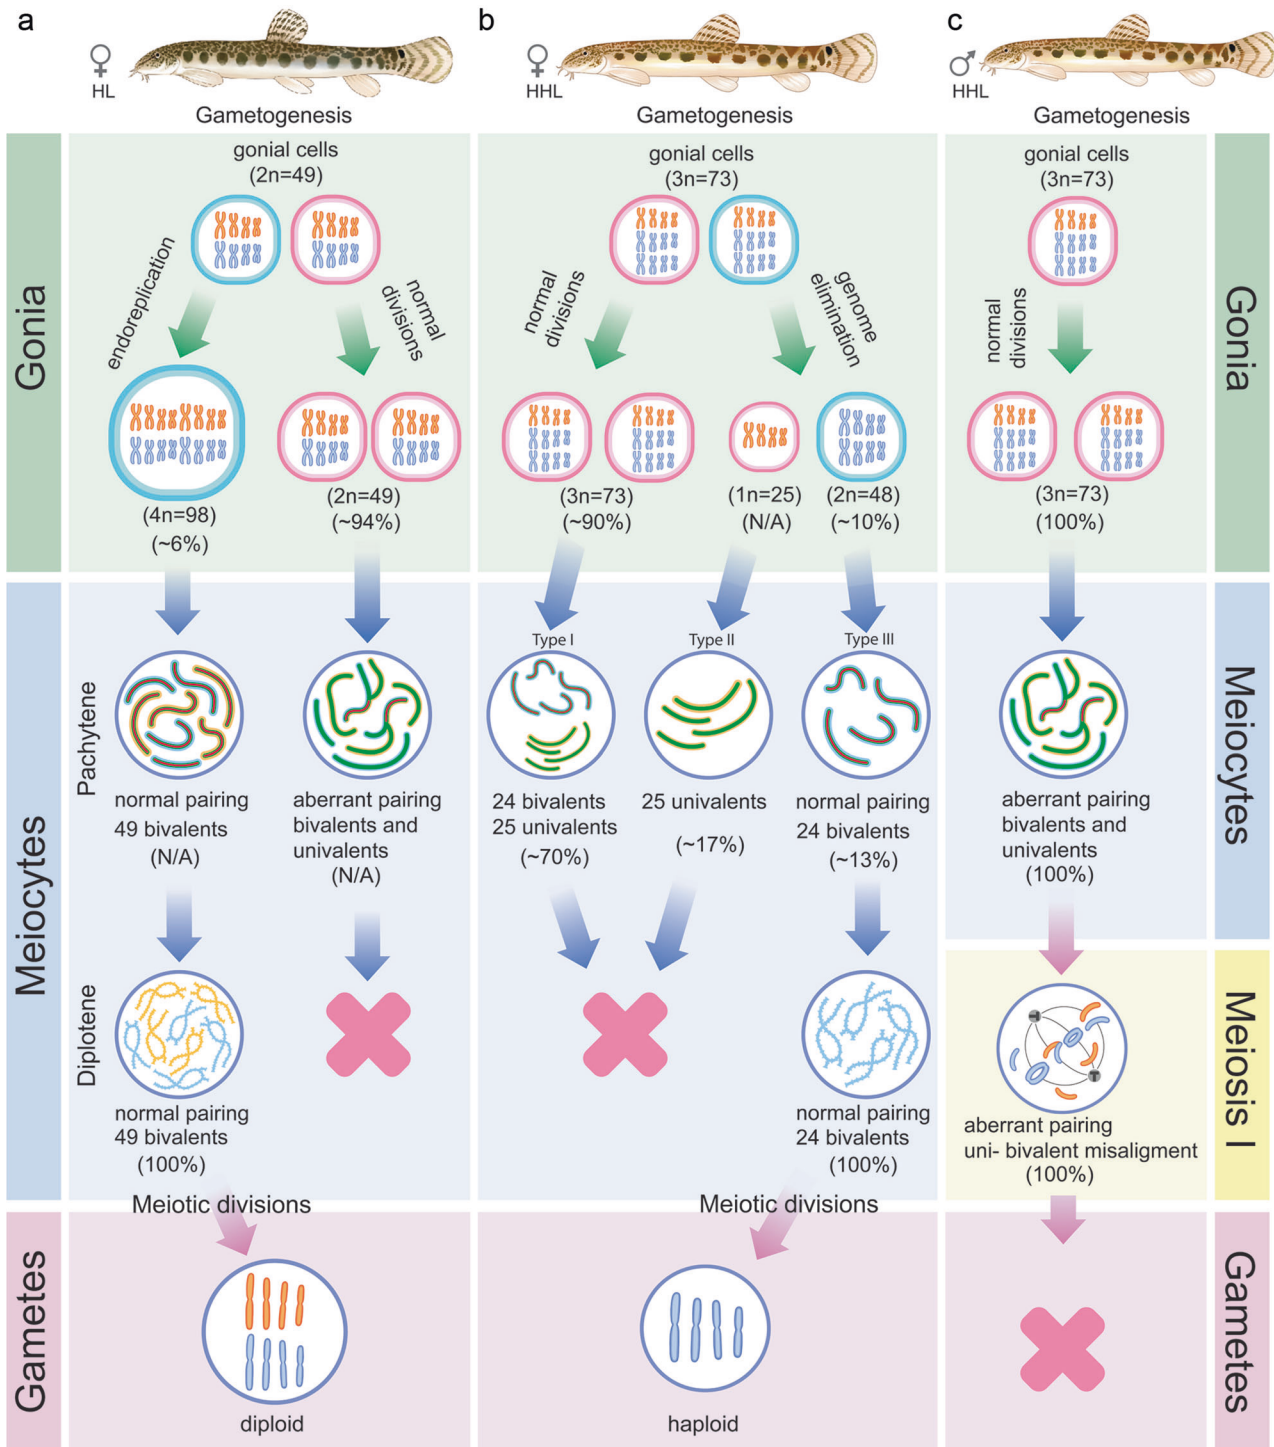 a
♀
HL
Gametogenesis
gonial cells
(2n=49)
endoreplication
normal
divisions
(4n=98)
(~6%)
(2n=49)
(~94%)
normal pairing
49 bivalents
(N/A)
aberrant pairing
bivalents and
univalents
(N/A)
normal pairing
49 bivalents
(100%)
Meiotic divisions
diploid
b
♀
HHL
Gametogenesis
gonial cells
(3n=73)
normal
divisions
genome
elimination
(3n=73)
(~90%)
(1n=25)
(N/A)
(2n=48)
(~10%)
Type I
Type II
Type III
24 bivalents
25 univalents
(~70%)
25 univalents
(~17%)
normal pairing
24 bivalents
(~13%)
normal pairing
24 bivalents
(100%)
Meiotic divisions
haploid
c
♂
HHL
Gametogenesis
gonial cells
(3n=73)
normal
divisions
(3n=73)
(100%)
aberrant pairing
bivalents and
univalents
(100%)
aberrant pairing
uni- bivalent misaligment
(100%)
Gonia
Meiocytes
Pachytene
Diplotene
Gametes
Gonia
Meiocytes
Meiosis I
Gametes